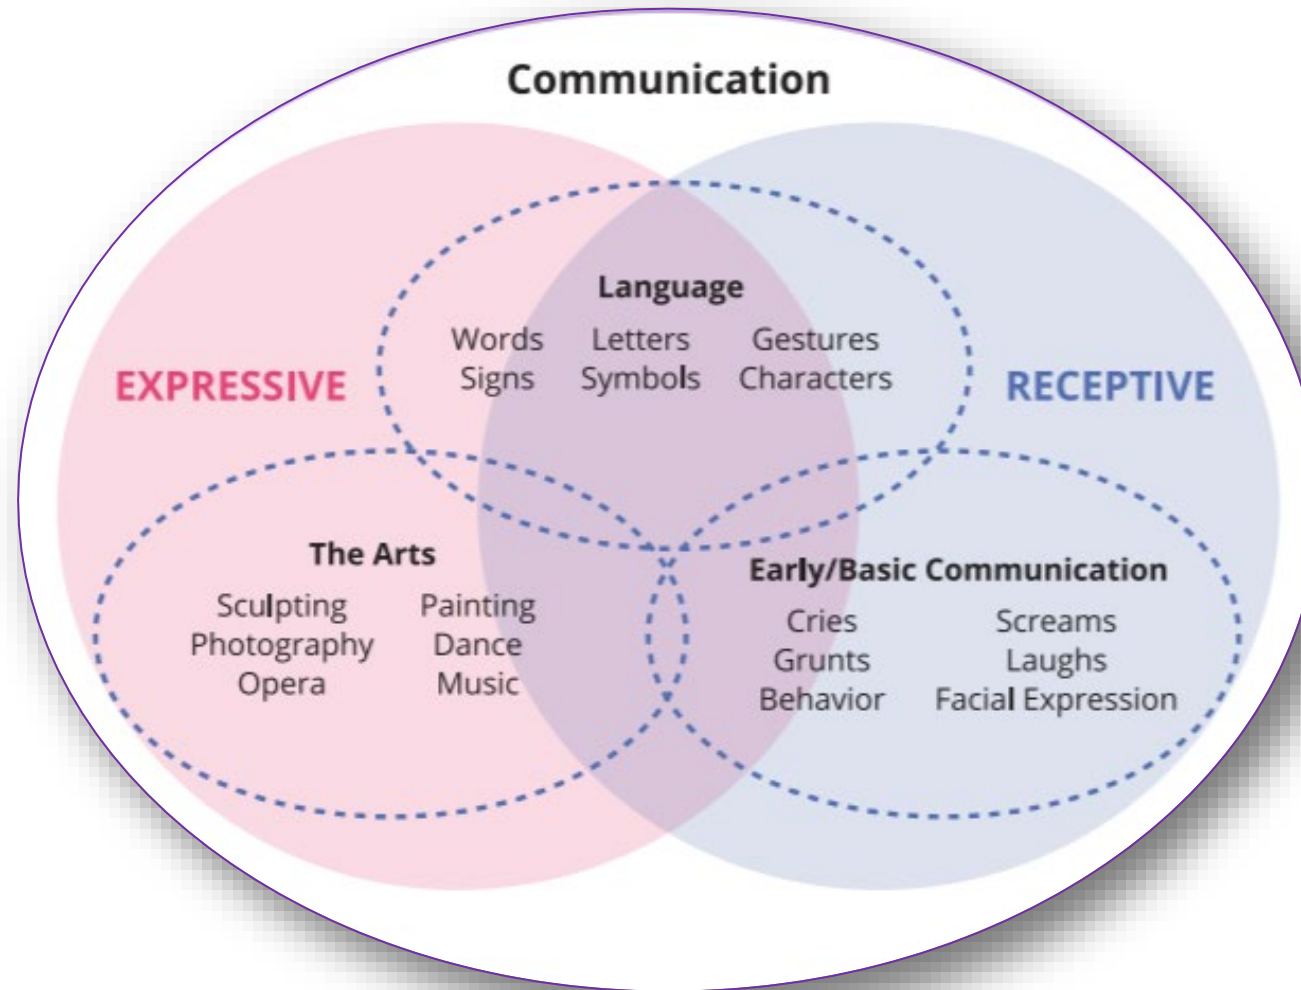 Communication
Language
Words Letters Gestures
Signs Symbols Characters
EXPRESSIVE
RECEPTIVE
The Arts
Sculpting Painting
Photography Dance
Opera Music
Early/Basic Communication
Cries Screams
Grunts Laughs
Behavior Facial Expression